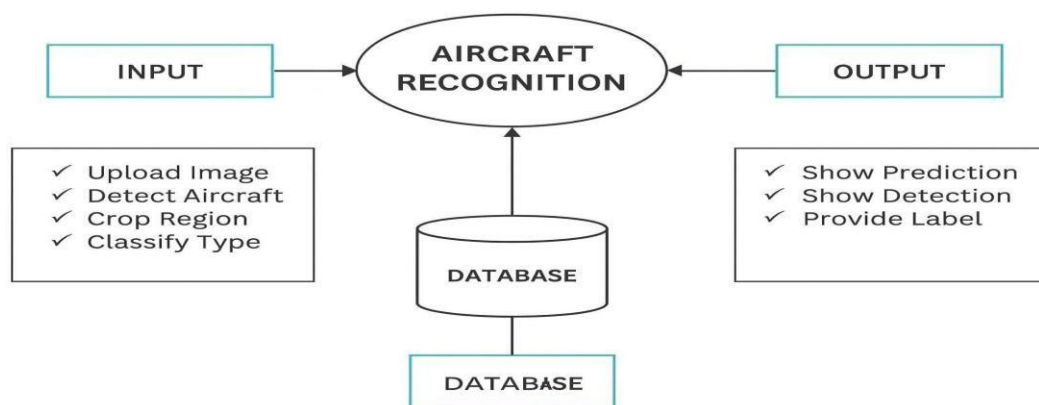 INPUT
AIRCRAFT
RECOGNITION
OUTPUT
✓ Upload Image
✓ Detect Aircraft
✓ Crop Region
✓ Classify Type
✓ Show Prediction
✓ Show Detection
✓ Provide Label
DATABASE
DATABASE